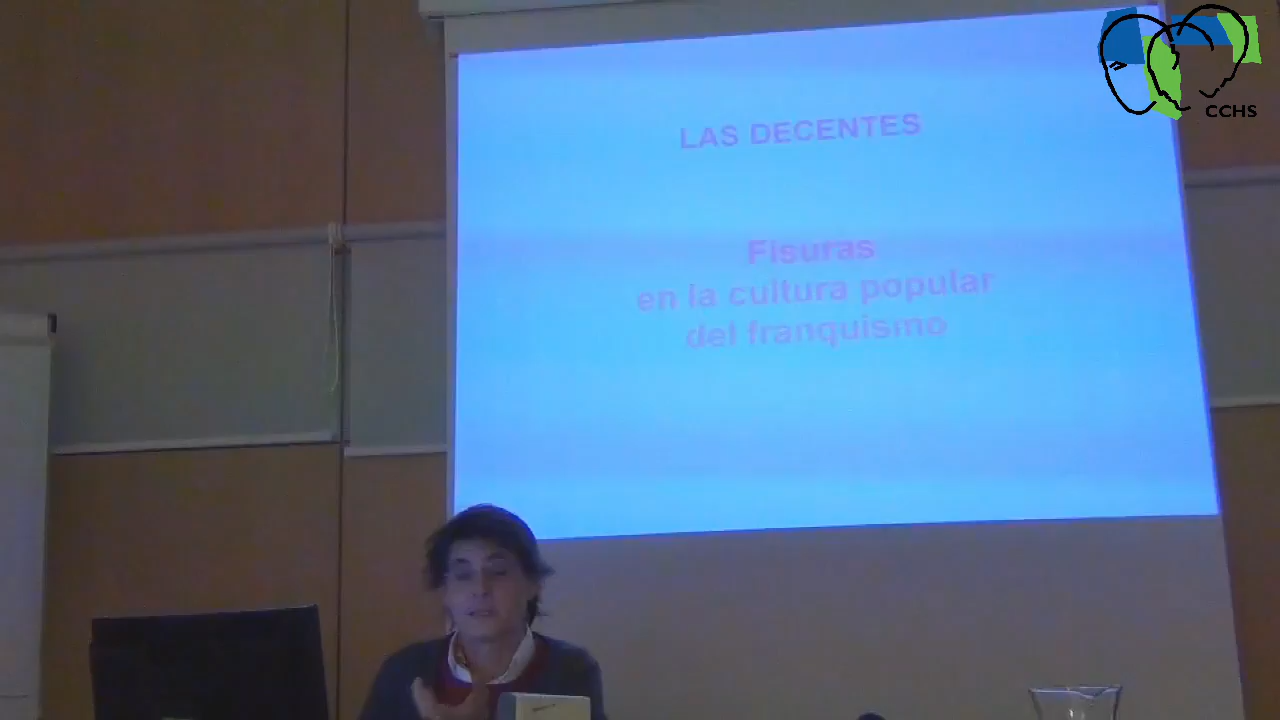 LAS DECENTES
Fisuras
en la cultura popular
del franquismo
CCHS